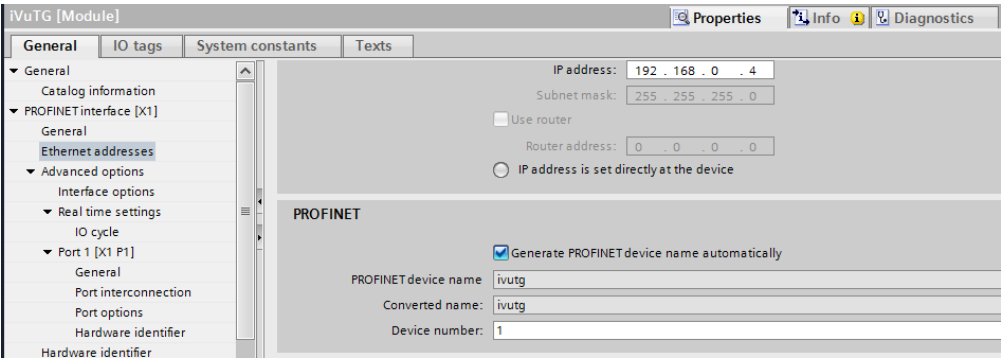 iVuTG [Module]
Properties
Info
Diagnostics
General
IO tags
System constants
Texts
General
Catalog information
PROFINET interface [X1]
General
Ethernet addresses
Advanced options
Interface options
Real time settings
IO cycle
Port 1 [X1 P1]
General
Port interconnection
Port options
Hardware identifier
Hardware identifier
IP address: 192 . 168 . 0 . 4
Subnet mask: 255 . 255 . 255 . 0
Use router
Router address: 0 . 0 . 0 . 0
IP address is set directly at the device
PROFINET
Generate PROFINET device name automatically
PROFINET device name ivutg
Converted name: ivutg
Device number: 1